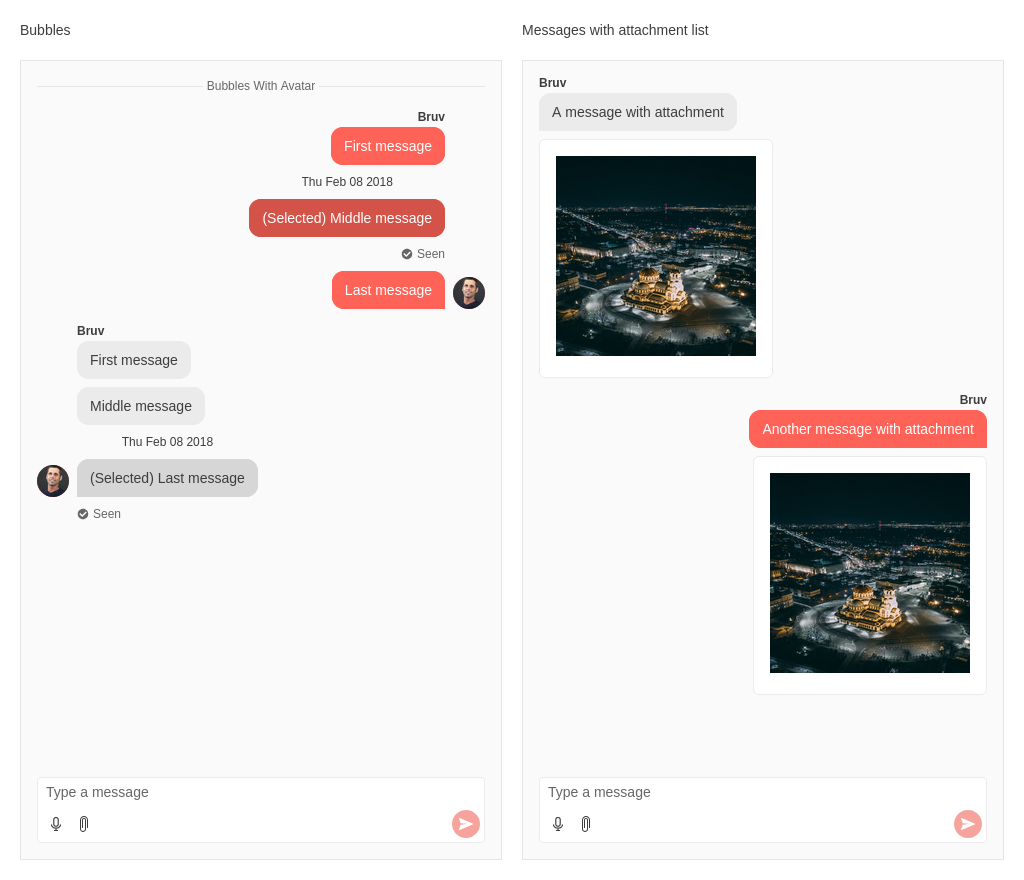 Bubbles
Bubbles With Avatar
Bruv
First message
Thu Feb 08 2018
(Selected) Middle message
Seen
Last message
Bruv
First message
Middle message
Thu Feb 08 2018
(Selected) Last message
Seen
Type a message
Messages with attachment list
Bruv
A message with attachment
Bruv
Another message with attachment
Type a message